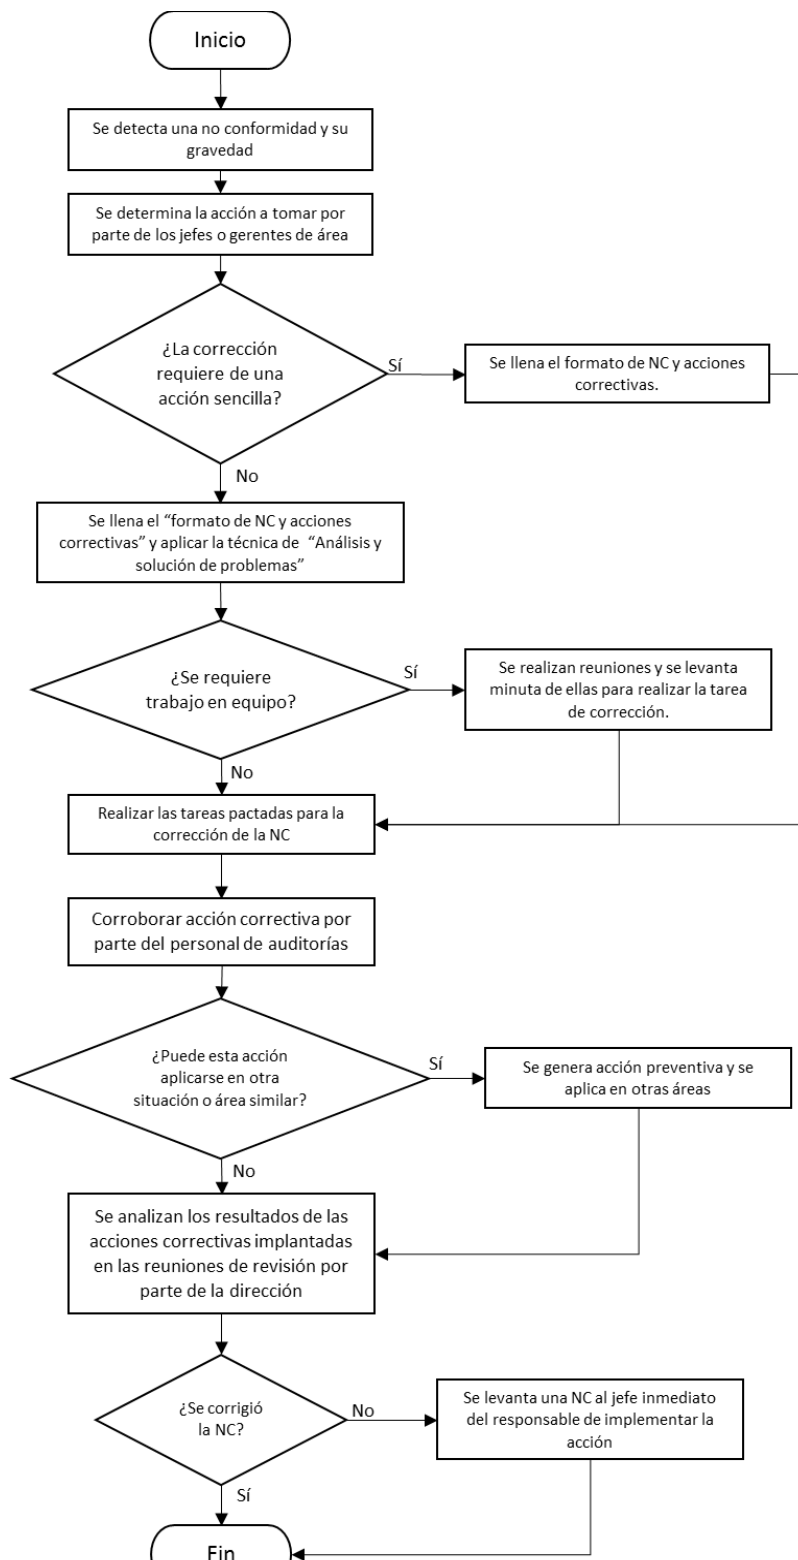 Inicio
Se detecta una no conformidad y su
gravedad
Se determina la acción a tomar por
parte de los jefes o gerentes de área
¿La corrección
requiere de una
acción sencilla?
Sí
Se llena el formato de NC y acciones
correctivas.
No
Se llena el “formato de NC y acciones
correctivas” y aplicar la técnica de “Análisis y
solución de problemas”
¿Se requiere
trabajo en equipo?
Sí
Se realizan reuniones y se levanta
minuta de ellas para realizar la tarea
de corrección.
No
Realizar las tareas pactadas para la
corrección de la NC
Corroborar acción correctiva por
parte del personal de auditorías
¿Puede esta acción
aplicarse en otra
situación o área similar?
Sí
Se genera acción preventiva y se
aplica en otras áreas
No
Se analizan los resultados de las
acciones correctivas implantadas
en las reuniones de revisión por
parte de la dirección
¿Se corrigió
la NC?
No
Se levanta una NC al jefe inmediato
del responsable de implementar la
acción
Sí
Fin